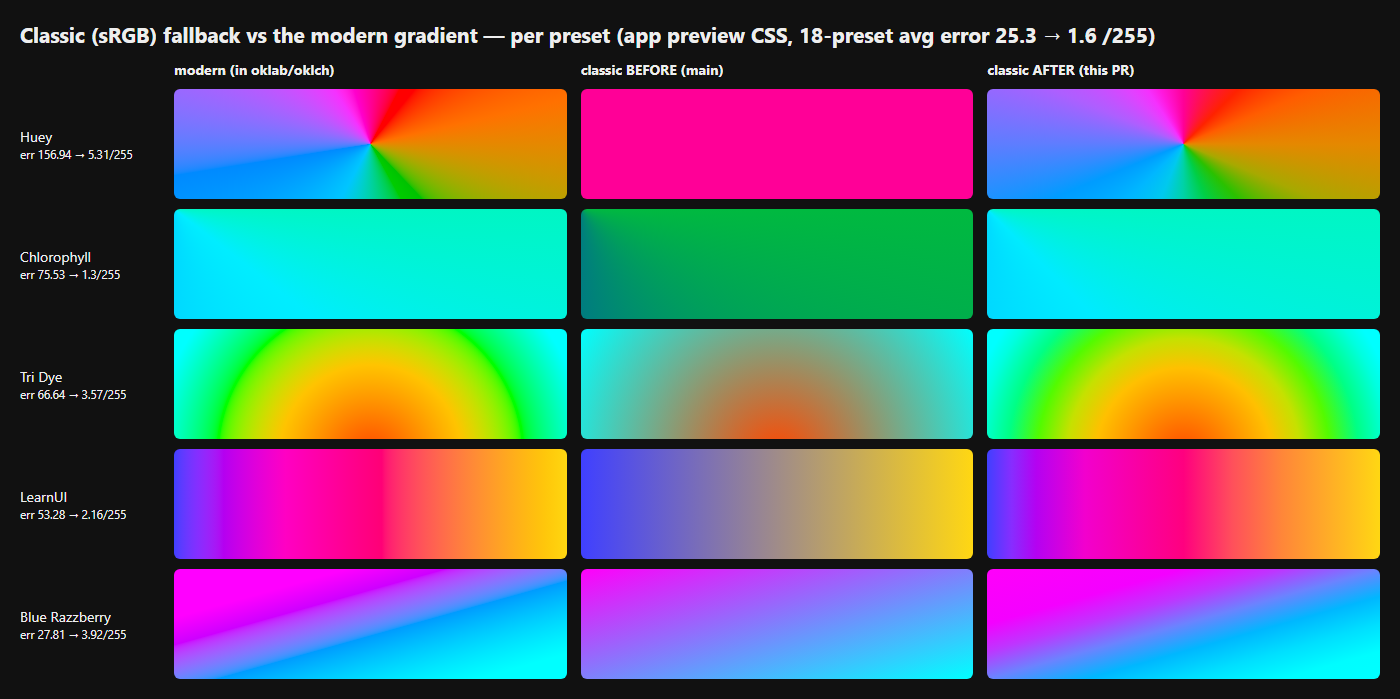 Classic (sRGB) fallback vs the modern gradient — per preset (app preview CSS, 18-preset avg error 25.3 → 1.6 /255)
modern (in oklab/oklch)
classic BEFORE (main)
classic AFTER (this PR)
Huey
err 156.94 → 5.31/255
Chlorophyll
err 75.53 → 1.3/255
Tri Dye
err 66.64 → 3.57/255
LearnUI
err 53.28 → 2.16/255
Blue Razzberry
err 27.81 → 3.92/255